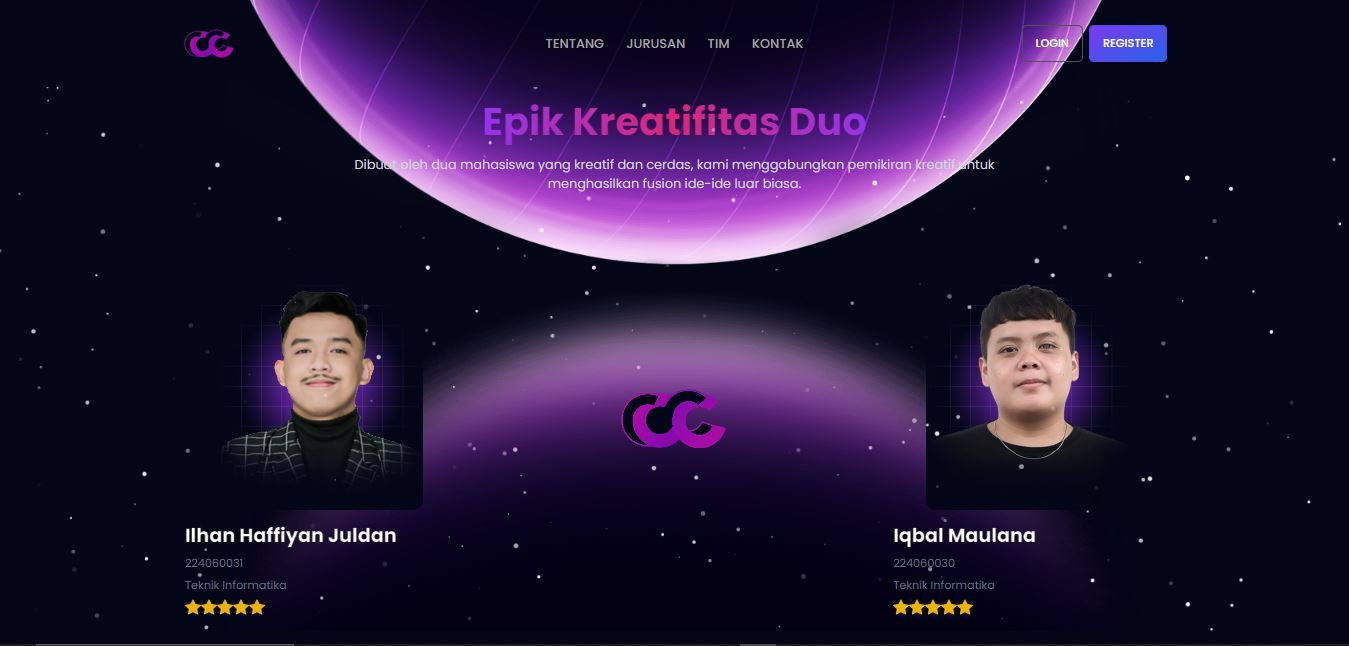 CC
TENTANG JURUSAN TIM KONTAK
LOGIN REGISTER
Epik Kreatifitas Duo
Dibuat oleh dua mahasiswa yang kreatif dan cerdas, kami menggabungkan pemikiran kreatif untuk
menghasilkan fusion ide-ide luar biasa.
CC
Ilhan Haffiyan Juldan
224060031
Teknik Informatika
Iqbal Maulana
224060030
Teknik Informatika